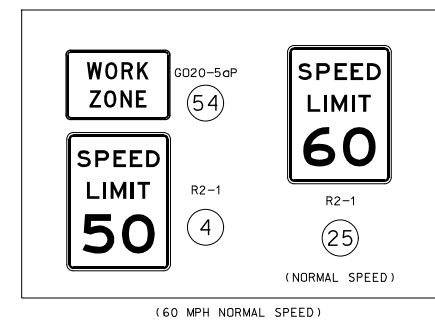 WORK
ZONE
GO20-5aP
54
SPEED
LIMIT
50
R2-1
4
SPEED
LIMIT
60
R2-1
25
(NORMAL SPEED)
(60 MPH NORMAL SPEED)